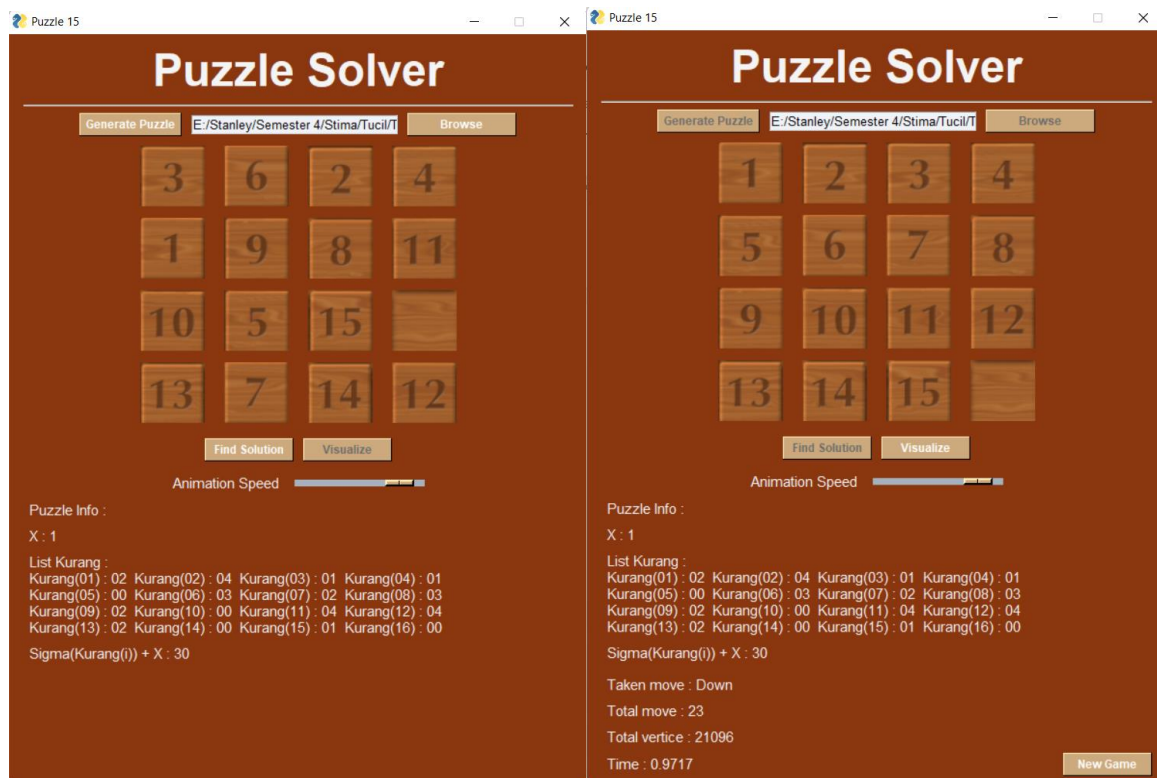 Puzzle 15
Puzzle Solver
Generate Puzzle E:/Stanley/Semester 4/Stima/Tucil/T Browse
3 6 2 4
1 9 8 11
10 5 15
13 7 14 12
Find Solution Visualize
Animation Speed
Puzzle Info :
X : 1
List Kurang :
Kurang(01) : 02 Kurang(02) : 04 Kurang(03) : 01 Kurang(04) : 01
Kurang(05) : 00 Kurang(06) : 03 Kurang(07) : 02 Kurang(08) : 03
Kurang(09) : 02 Kurang(10) : 00 Kurang(11) : 04 Kurang(12) : 04
Kurang(13) : 02 Kurang(14) : 00 Kurang(15) : 01 Kurang(16) : 00
Sigma(Kurang(i)) + X : 30
Puzzle 15
Puzzle Solver
Generate Puzzle E:/Stanley/Semester 4/Stima/Tucil/T Browse
1 2 3 4
5 6 7 8
9 10 11 12
13 14 15
Find Solution Visualize
Animation Speed
Puzzle Info :
X : 1
List Kurang :
Kurang(01) : 02 Kurang(02) : 04 Kurang(03) : 01 Kurang(04) : 01
Kurang(05) : 00 Kurang(06) : 03 Kurang(07) : 02 Kurang(08) : 03
Kurang(09) : 02 Kurang(10) : 00 Kurang(11) : 04 Kurang(12) : 04
Kurang(13) : 02 Kurang(14) : 00 Kurang(15) : 01 Kurang(16) : 00
Sigma(Kurang(i)) + X : 30
Taken move : Down
Total move : 23
Total vertice : 21096
Time : 0.9717
New Game